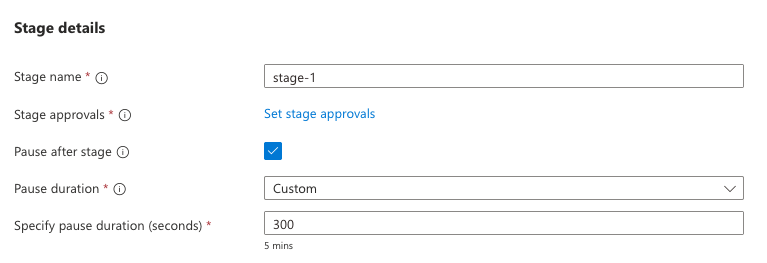 Stage details
Stage name * stage-1
Stage approvals * Set stage approvals
Pause after stage
Pause duration * Custom
Specify pause duration (seconds) * 300
5 mins